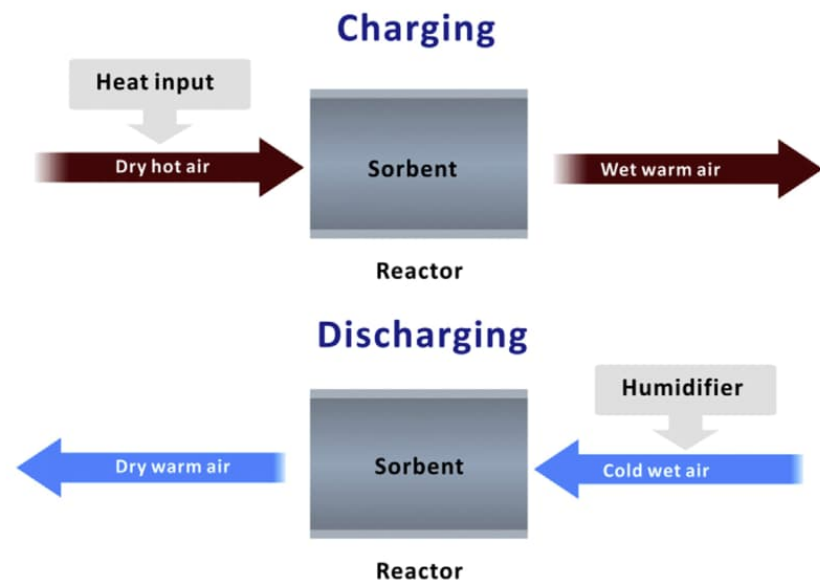 Charging
Heat input
Dry hot air
Sorbent
Wet warm air
Reactor
Discharging
Humidifier
Dry warm air
Sorbent
Cold wet air
Reactor